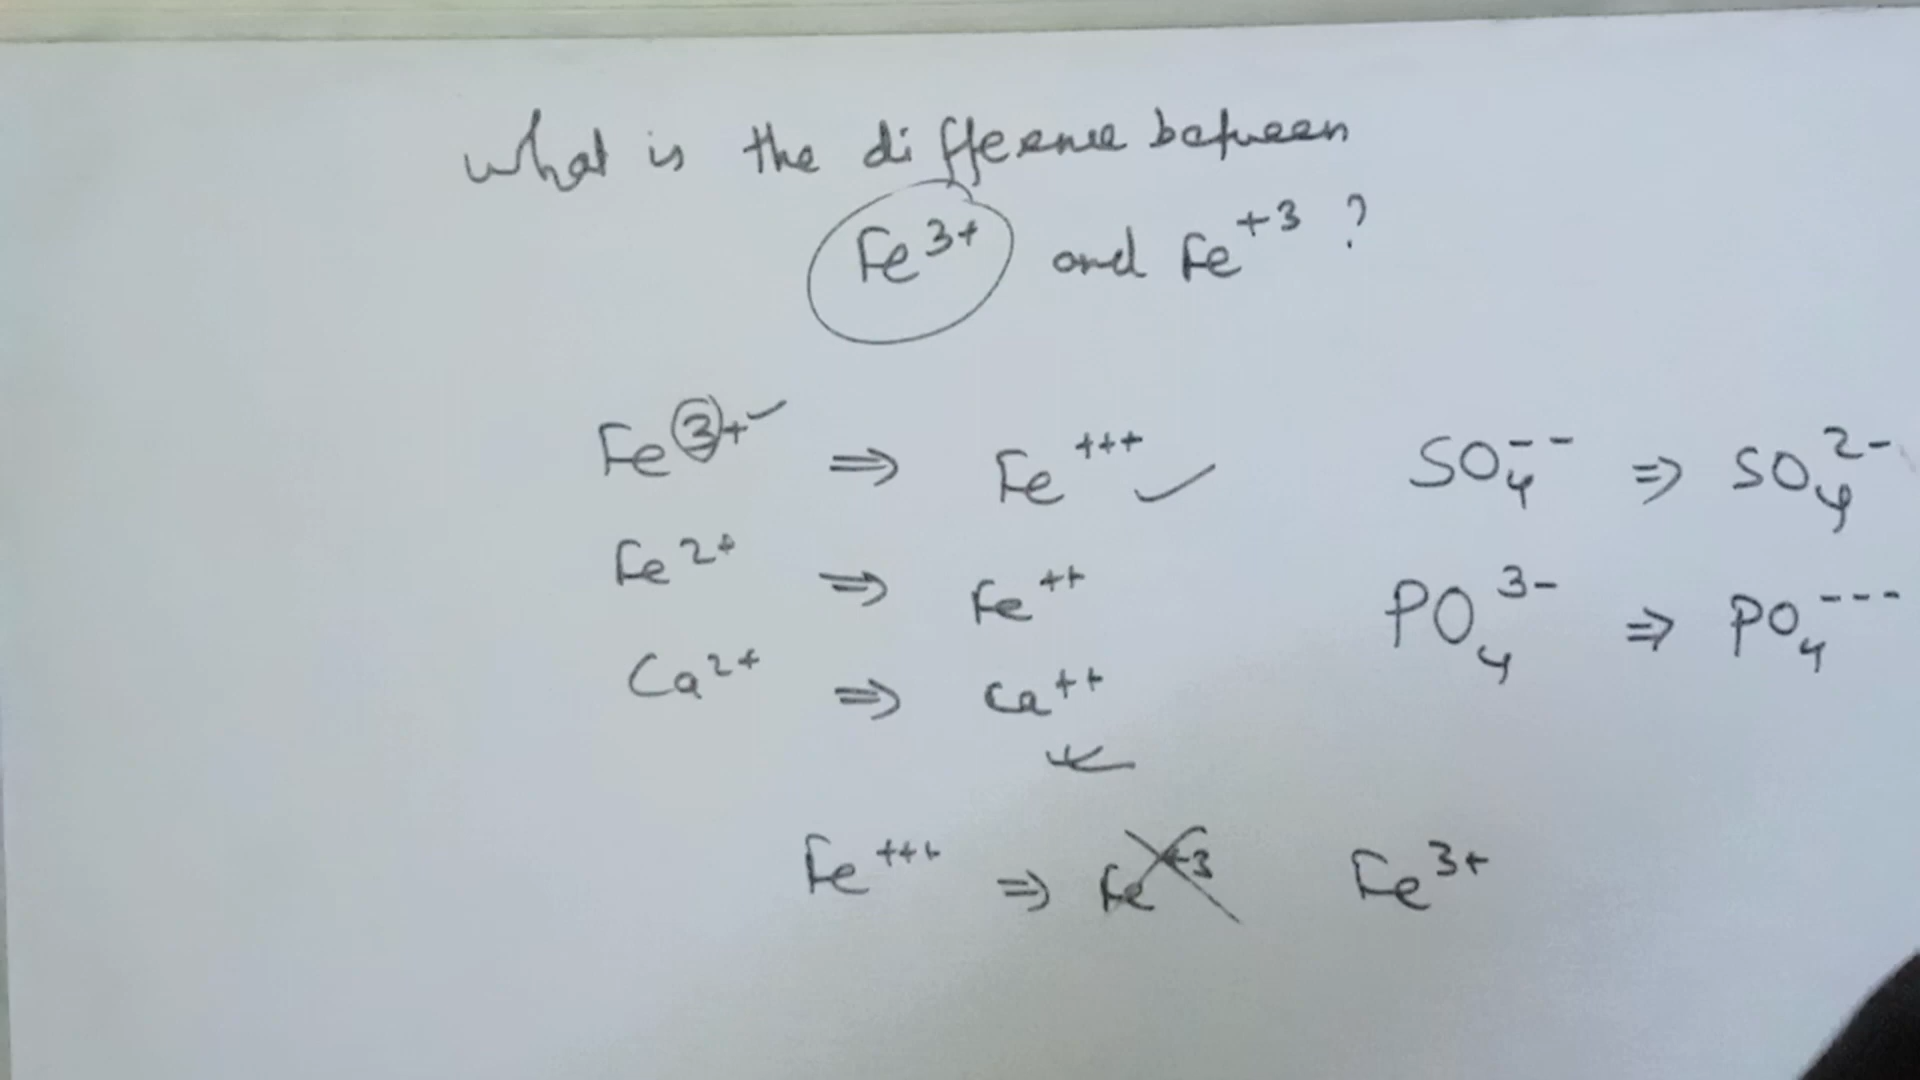 What is the difference between
Fe³⁺ and Fe⁺³ ?
Fe³⁺ ⇒ Fe⁺⁺⁺ SO₄⁻⁻ ⇒ SO₄²⁻
Fe²⁺ ⇒ Fe⁺⁺ PO₄³⁻ ⇒ PO₄⁻⁻⁻
Ca²⁺ ⇒ Ca⁺⁺
Fe⁺⁺⁺ ⇒ Fe⁺³ Fe³⁺